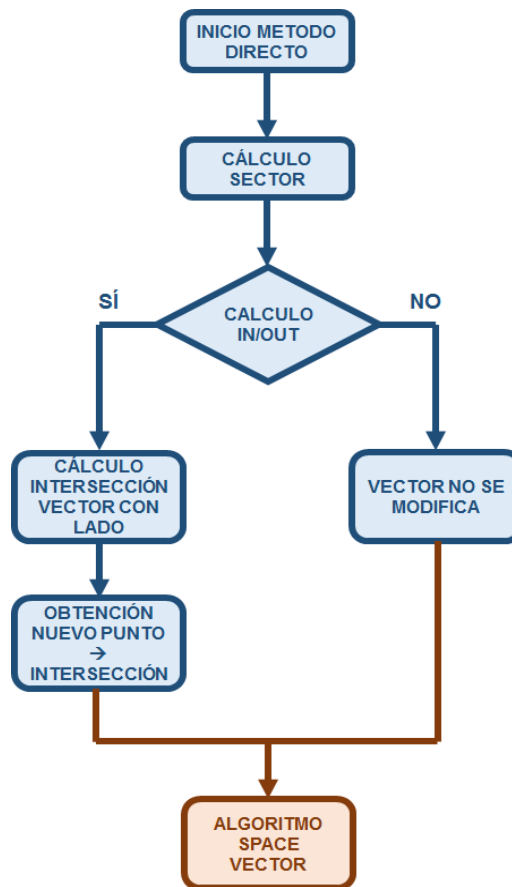 INICIO METODO
DIRECTO
CÁLCULO
SECTOR
SÍ
CALCULO
IN/OUT
NO
CÁLCULO
INTERSECCIÓN
VECTOR CON
LADO
VECTOR NO SE
MODIFICA
OBTENCIÓN
NUEVO PUNTO
→
INTERSECCIÓN
ALGORITMO
SPACE
VECTOR